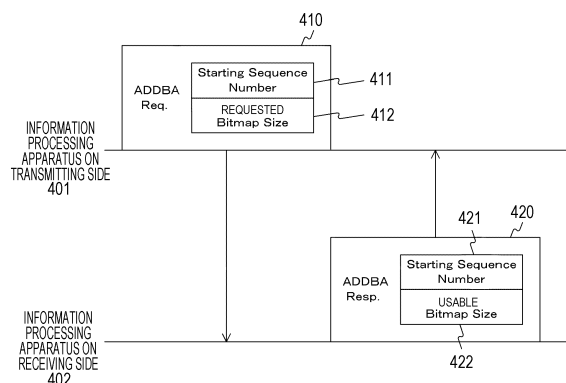 410
ADDBA
Req.
Starting Sequence
Number
411
REQUESTED
Bitmap Size
412
INFORMATION
PROCESSING
APPARATUS ON
TRANSMITTING SIDE
401
421
420
ADDBA
Resp.
Starting Sequence
Number
USABLE
Bitmap Size
422
INFORMATION
PROCESSING
APPARATUS ON
RECEIVING SIDE
402